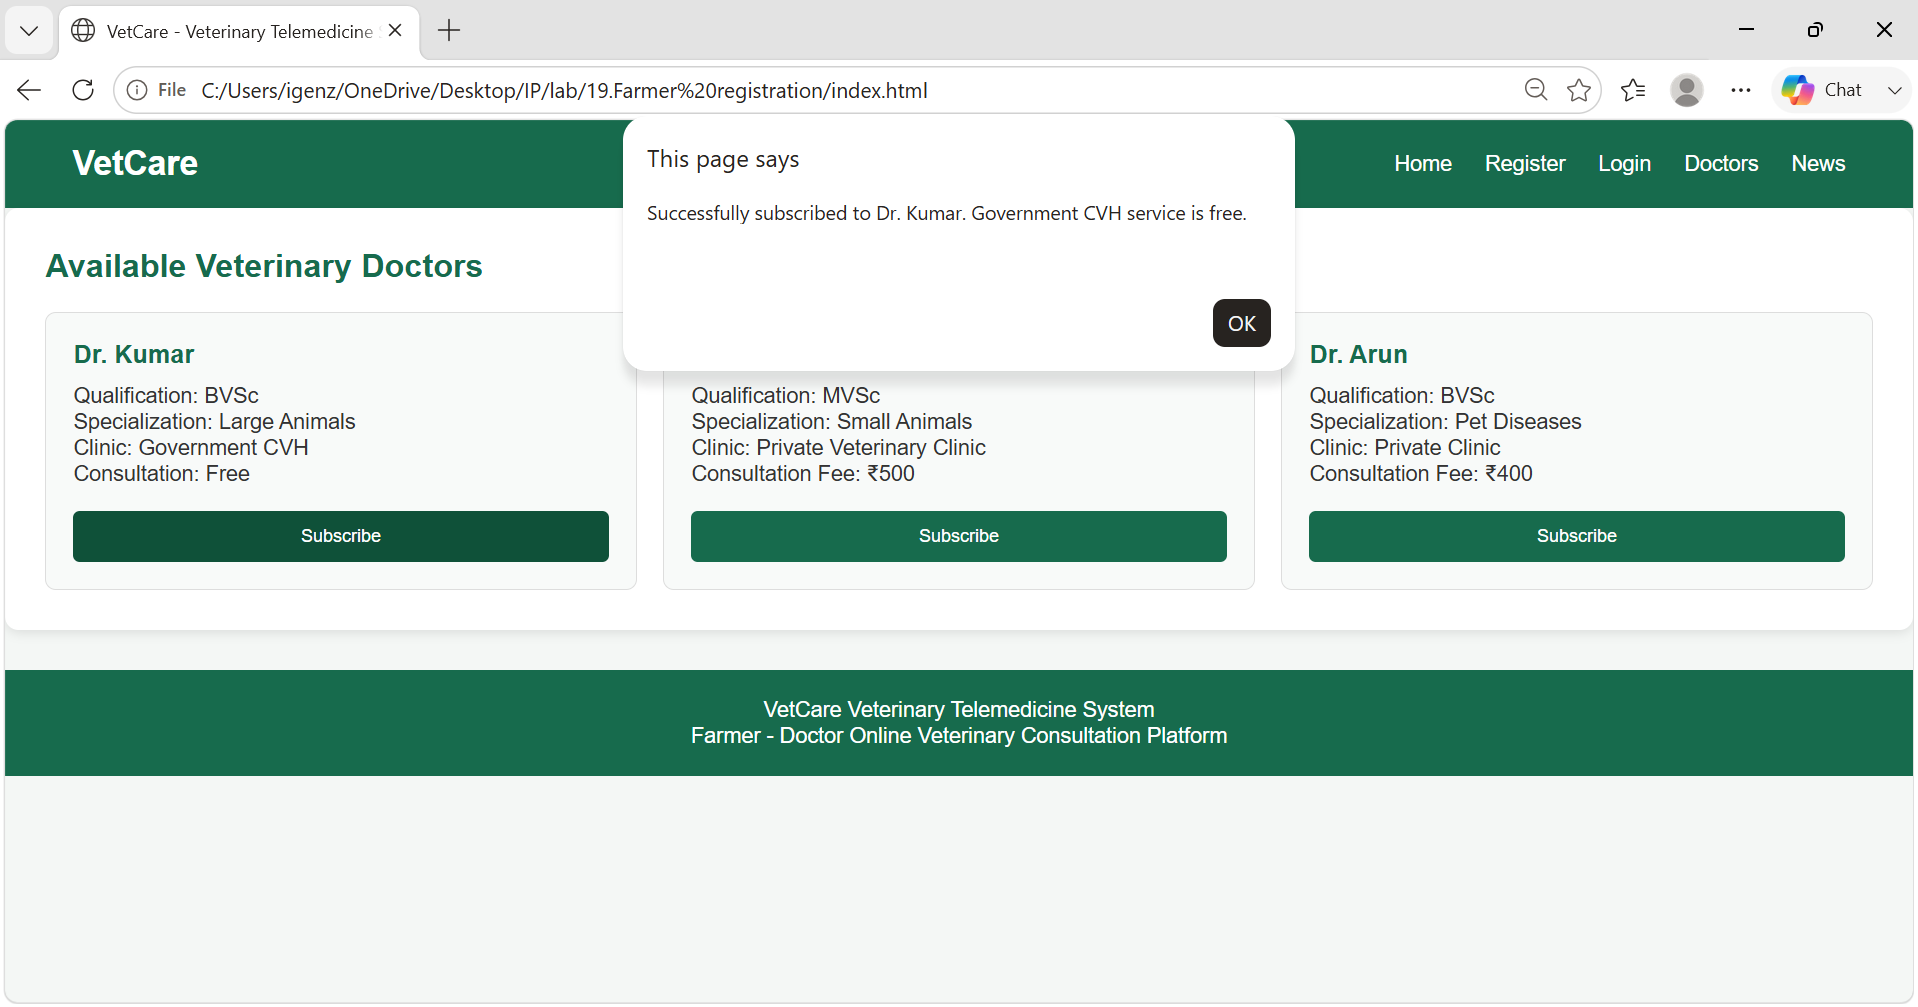 VetCare - Veterinary Telemedicine
File C:/Users/igenz/OneDrive/Desktop/IP/lab/19.Farmer%20registration/index.html
Chat
VetCare
Home Register Login Doctors News
This page says
Successfully subscribed to Dr. Kumar. Government CVH service is free.
OK
Available Veterinary Doctors
Dr. Kumar
Qualification: BVSc
Specialization: Large Animals
Clinic: Government CVH
Consultation: Free
Subscribe
Qualification: MVSc
Specialization: Small Animals
Clinic: Private Veterinary Clinic
Consultation Fee: ₹500
Subscribe
Dr. Arun
Qualification: BVSc
Specialization: Pet Diseases
Clinic: Private Clinic
Consultation Fee: ₹400
Subscribe
VetCare Veterinary Telemedicine System
Farmer - Doctor Online Veterinary Consultation Platform